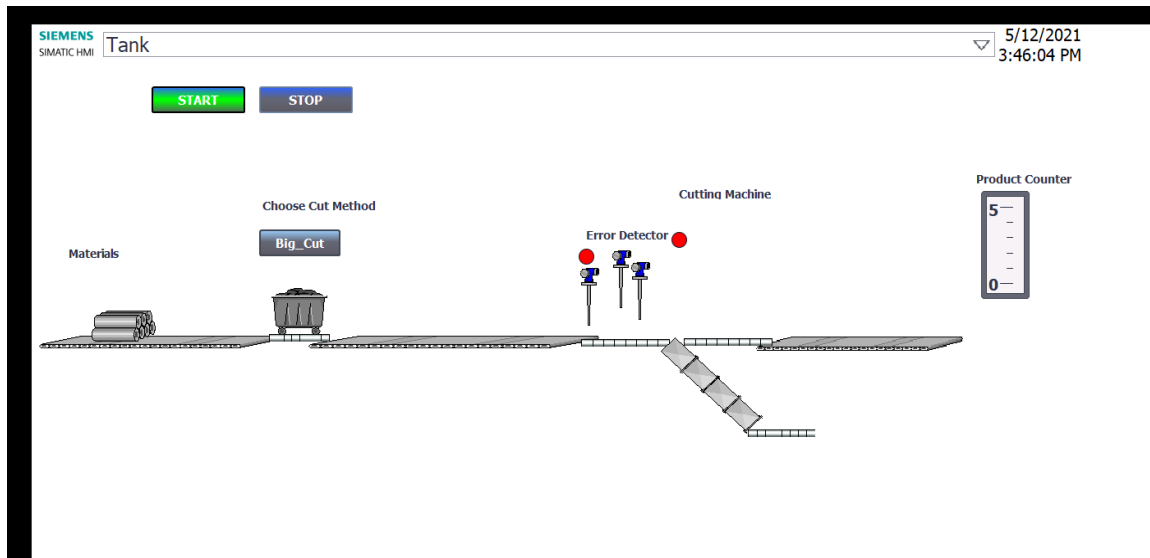 SIEMENS
SIMATIC HMI
Tank
5/12/2021
3:46:04 PM
START
STOP
Product Counter
Cutting Machine
Choose Cut Method
5
Error Detector
Big_Cut
Materials
0